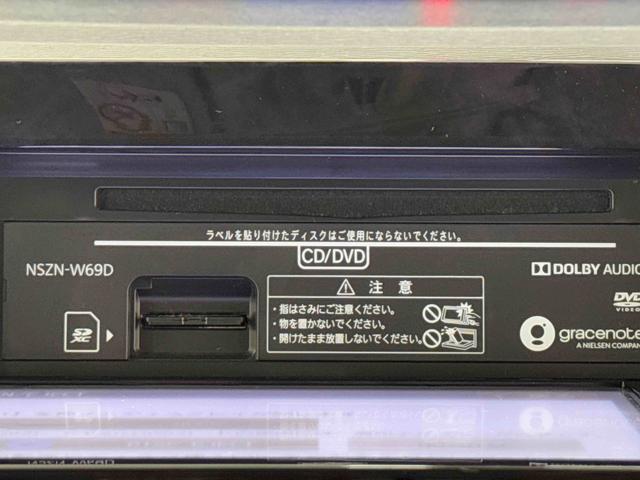 ラベルを貼り付けたディスクはご使用にならないでください。
CD/DVD
NSZN-W69D
SD
XC
注意
・指はさみにご注意ください。
・物を置かないでください。
・開けたまま放置しないでください。
DOLBY AUDIO
DVD
VIDEO
gracenote
A NIELSEN COMPANY